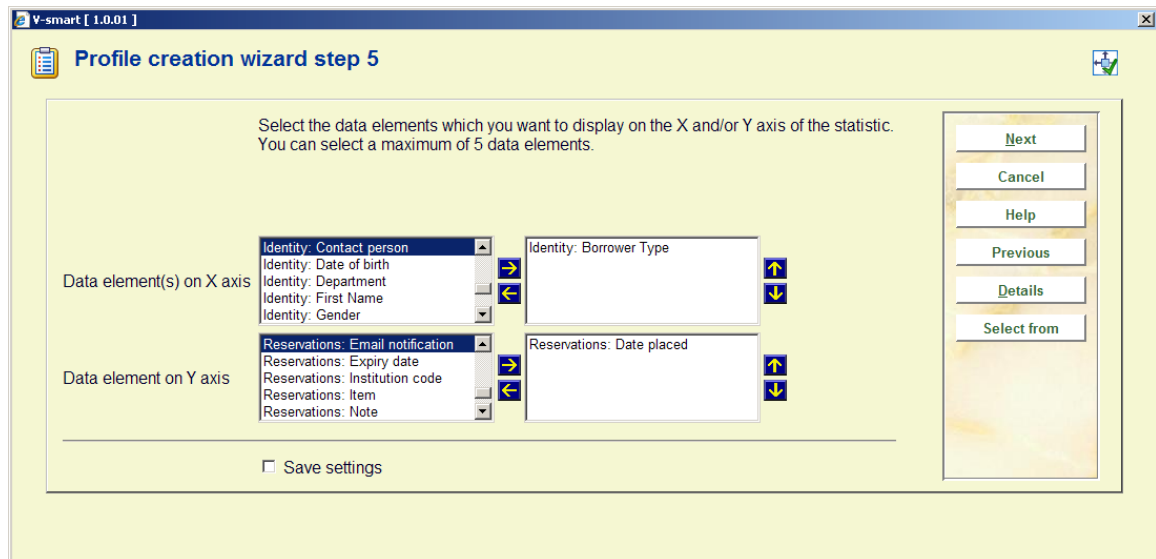 V-smart [ 1.0.01 ]
Profile creation wizard step 5
Select the data elements which you want to display on the X and/or Y axis of the statistic.
You can select a maximum of 5 data elements.
Data element(s) on X axis
Identity: Contact person
Identity: Date of birth
Identity: Department
Identity: First Name
Identity: Gender
Identity: Borrower Type
Data element on Y axis
Reservations: Email notification
Reservations: Expiry date
Reservations: Institution code
Reservations: Item
Reservations: Note
Reservations: Date placed
Save settings
Next
Cancel
Help
Previous
Details
Select from